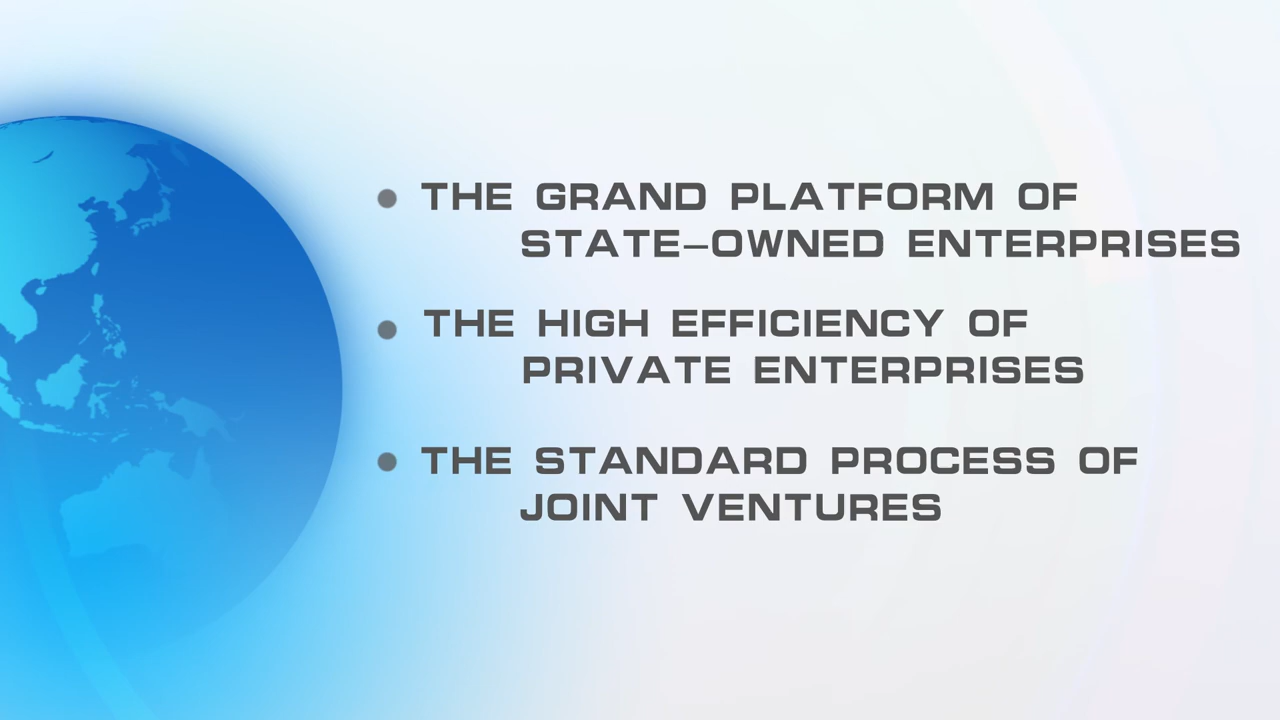 THE GRAND PLATFORM OF
STATE-OWNED ENTERPRISES
THE HIGH EFFICIENCY OF
PRIVATE ENTERPRISES
THE STANDARD PROCESS OF
JOINT VENTURES